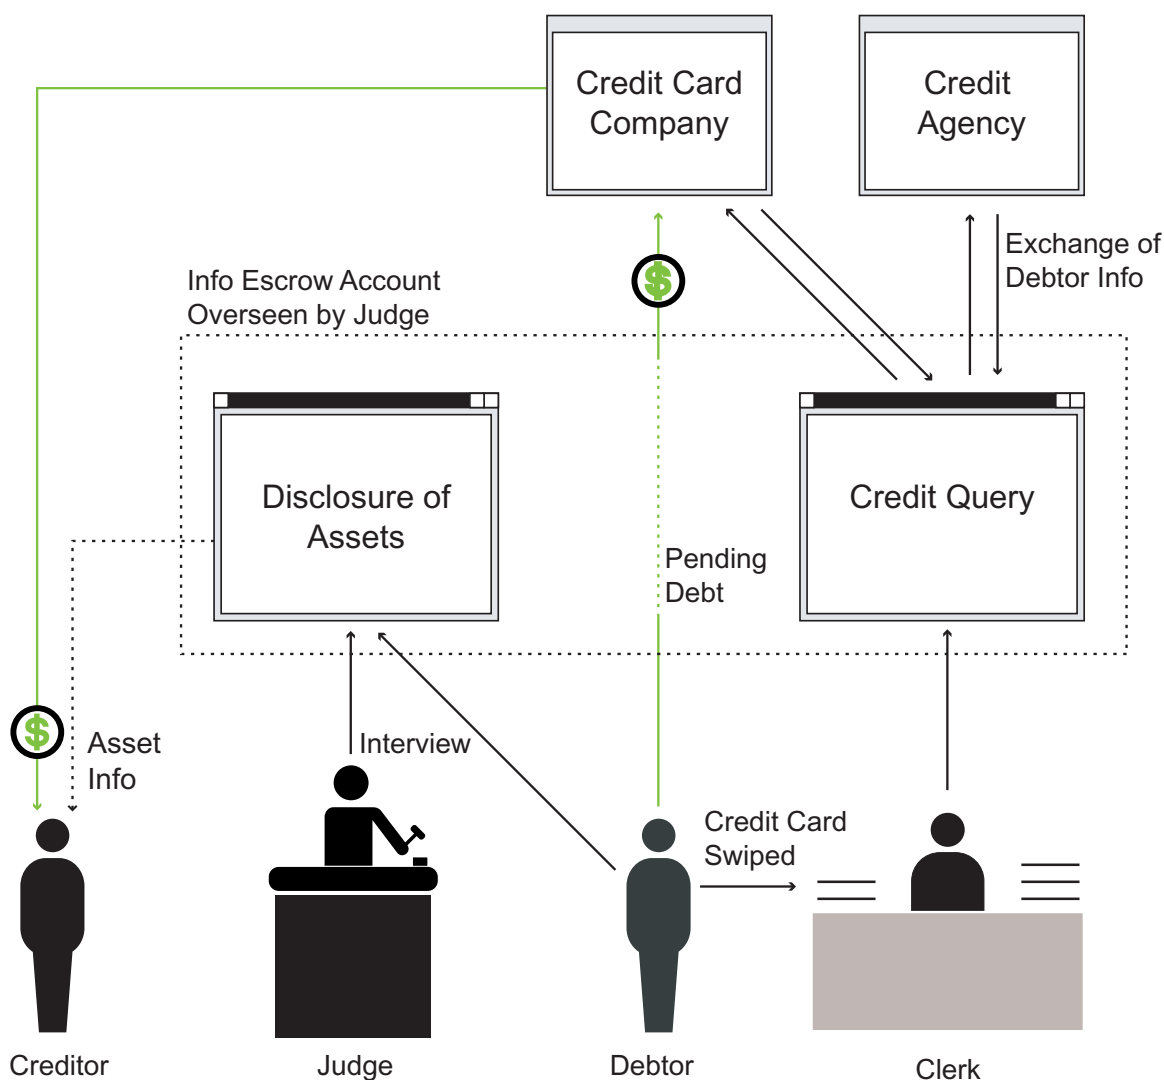 Credit Card
Company
Credit
Agency
Exchange of
Debtor Info
Info Escrow Account
Overseen by Judge
$
Disclosure of
Assets
Credit Query
Pending
Debt
$
Asset
Info
Interview
Credit Card
Swiped
Creditor
Judge
Debtor
Clerk